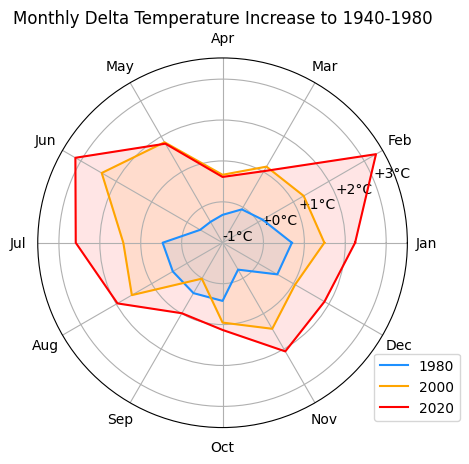 Monthly Delta Temperature Increase to 1940-1980
Apr
May
Mar
Jun
Feb
+3°C
+2°C
+1°C
+0°C
-1°C
Jul
Jan
Aug
Dec
Sep
Nov
Oct
1980
2000
2020